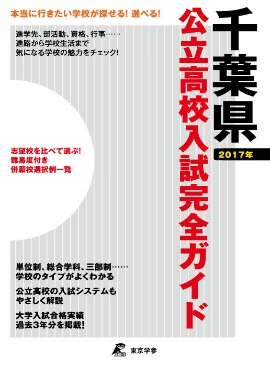 本当に行きたい学校が探せる！ 選べる！
千葉県
2017年
公立高校入試完全ガイド
進学先、部活動、資格、行事……
進路から学校生活まで
気になる学校の魅力をチェック！
志望校を比べて選ぶ！
難易度付き
併願校選択例一覧
単位制、総合学科、三部制……
学校のタイプがよくわかる
公立高校の入試システムも
やさしく解説
大学入試合格実績
過去3年分を掲載！
東京学参